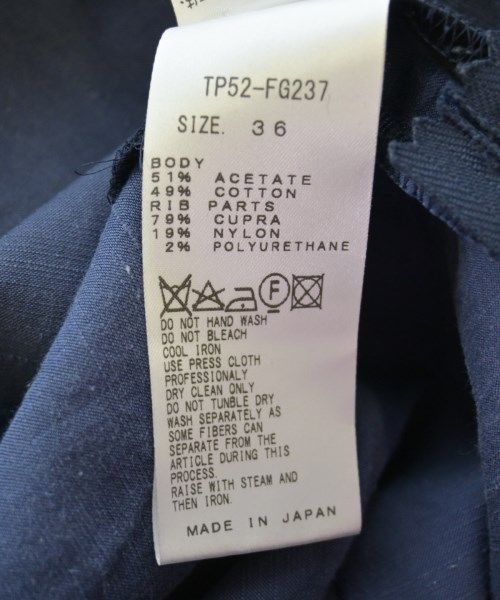 TP52-FG237
SIZE. 36
BODY
51% ACETATE
49% COTTON
RIB PARTS
79% CUPRA
19% NYLON
2% POLYURETHANE
F
DO NOT HAND WASH
DO NOT BLEACH
COOL IRON
USE PRESS CLOTH
PROFESSIONALY
DRY CLEAN ONLY
DO NOT TUNBLE DRY
WASH SEPARATELY AS
SOME FIBERS CAN
SEPARATE FROM THE
ARTICLE DURING THIS
PROCESS.
RAISE WITH STEAM AND
THEN IRON.
MADE IN JAPAN